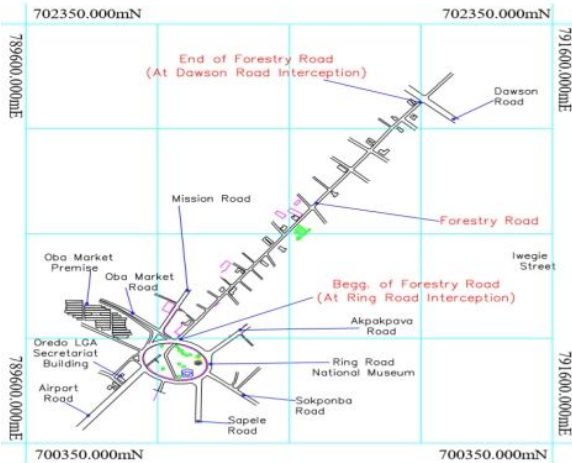 702350.000mN
702350.000mN
789600.000mE
791600.000mE
End of Forestry Road
(At Dawson Road Interception)
Dawson
Road
Mission Road
Forestry Road
Oba Market
Premise
Oba Market
Road
Iwegie
Street
Begg. of Forestry Road
(At Ring Road Interception)
Akpakpava
Road
Oredo LGA
Secretariat
Building
Ring Road
National Museum
Airport
Road
Sokponba
Road
Sapele
Road
789600.000mE
791600.000mE
700350.000mN
700350.000mN